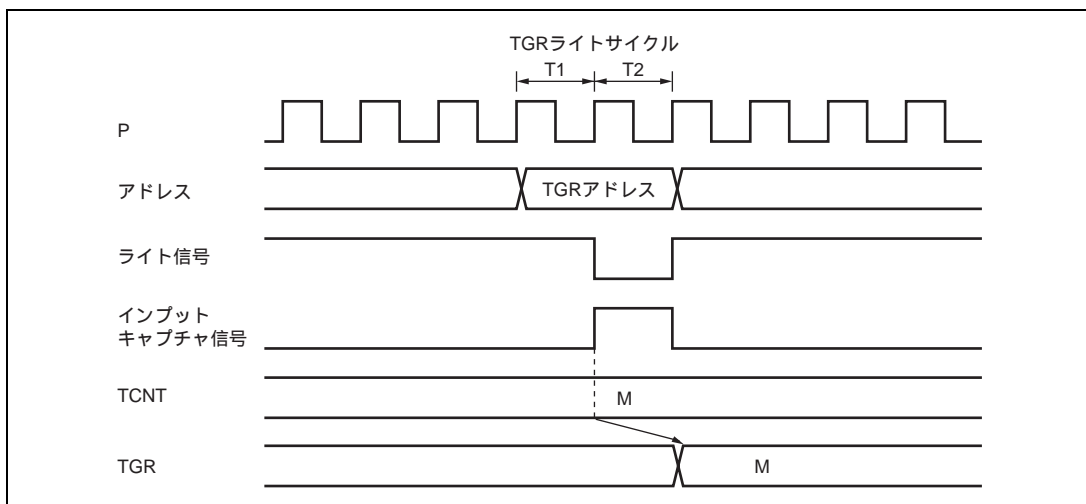 TGRライトサイクル
T1
T2
P
アドレス
TGRアドレス
ライト信号
インプット
キャプチャ信号
TCNT
M
TGR
M